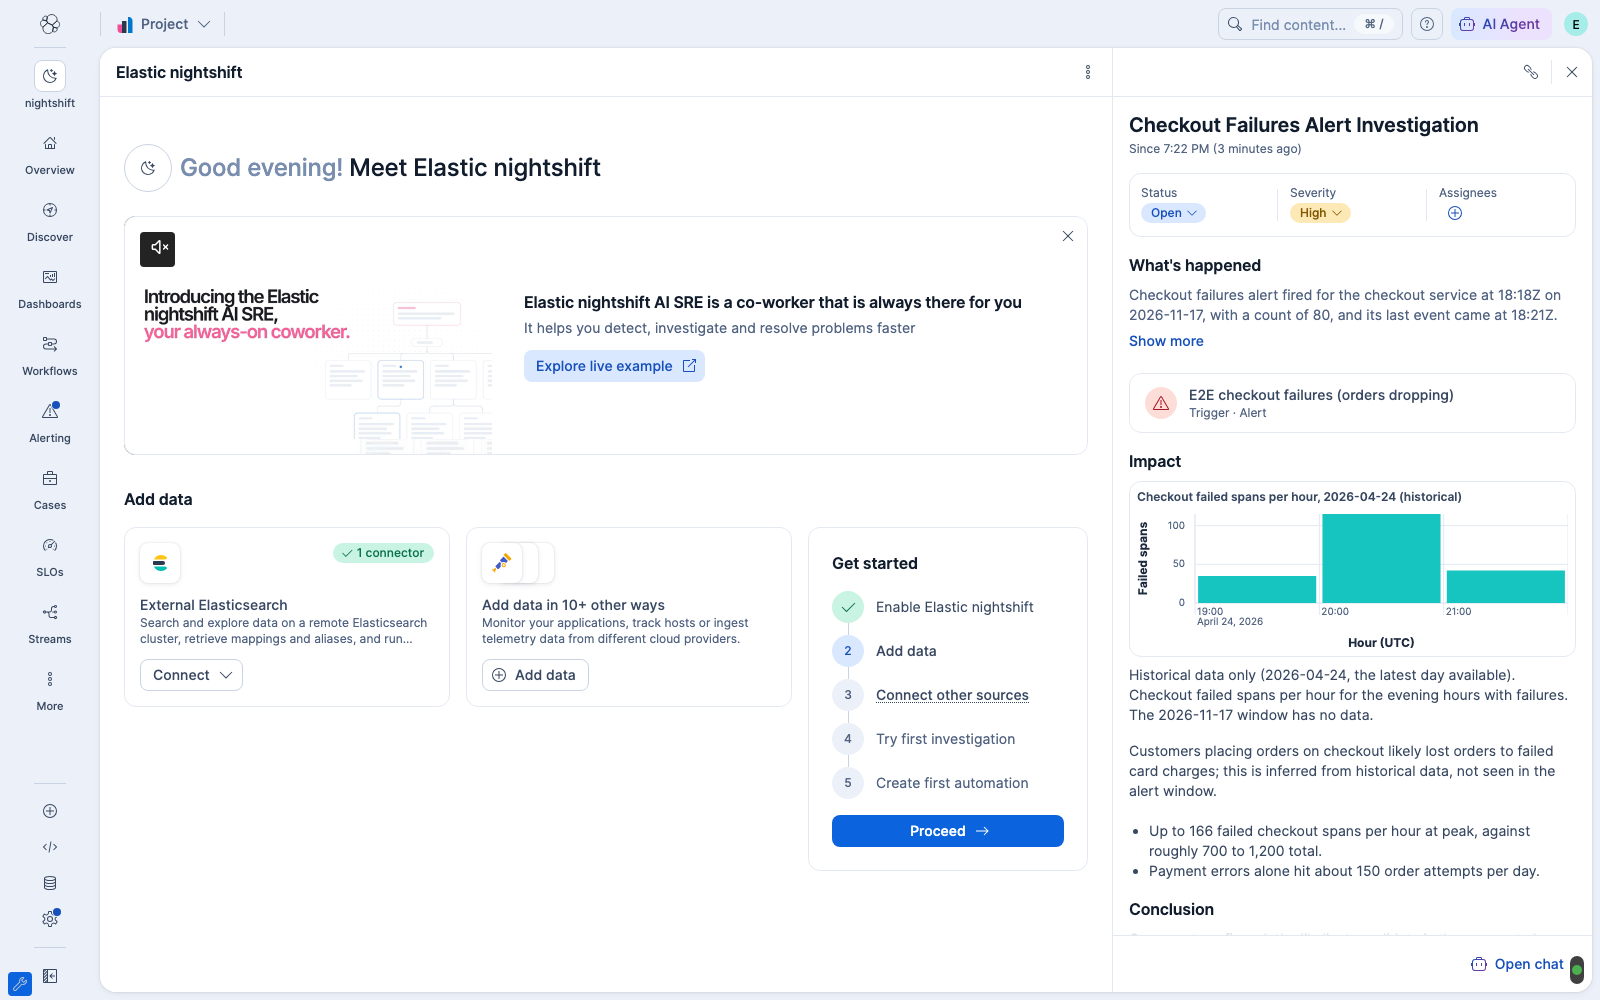 Project
Find content...
⌘ /
AI Agent
E
nightshift
Overview
Discover
Dashboards
Workflows
Alerting
Cases
SLOs
Streams
More
Elastic nightshift
Good evening! Meet Elastic nightshift
Introducing the Elastic
nightshift AI SRE,
your always-on coworker.
Elastic nightshift AI SRE is a co-worker that is always there for you
It helps you detect, investigate and resolve problems faster
Explore live example
Add data
1 connector
External Elasticsearch
Search and explore data on a remote Elasticsearch
cluster, retrieve mappings and aliases, and run...
Connect
Add data in 10+ other ways
Monitor your applications, track hosts or ingest
telemetry data from different cloud providers.
Add data
Get started
Enable Elastic nightshift
2 Add data
3 Connect other sources
4 Try first investigation
5 Create first automation
Proceed
Checkout Failures Alert Investigation
Since 7:22 PM (3 minutes ago)
Status
Open
Severity
High
Assignees
What's happened
Checkout failures alert fired for the checkout service at 18:18Z on
2026-11-17, with a count of 80, and its last event came at 18:21Z.
Show more
E2E checkout failures (orders dropping)
Trigger · Alert
Impact
Checkout failed spans per hour, 2026-04-24 (historical)
Failed spans
100
50
0
19:00
20:00
21:00
April 24, 2026
Hour (UTC)
Historical data only (2026-04-24, the latest day available).
Checkout failed spans per hour for the evening hours with failures.
The 2026-11-17 window has no data.
Customers placing orders on checkout likely lost orders to failed
card charges; this is inferred from historical data, not seen in the
alert window.
• Up to 166 failed checkout spans per hour at peak, against
roughly 700 to 1,200 total.
• Payment errors alone hit about 150 order attempts per day.
Conclusion
Open chat